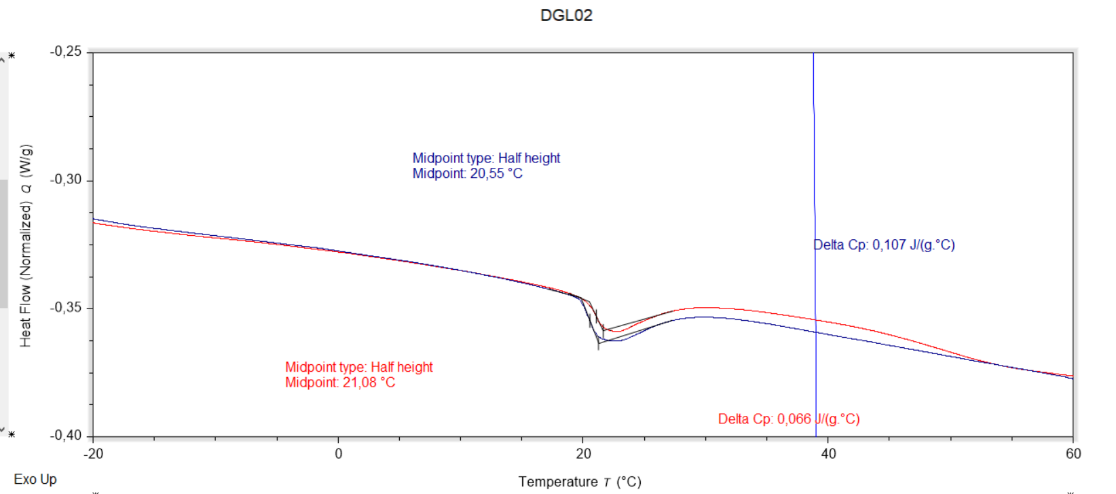 DGL02
-0,25
-0,30
-0,35
-0,40
Heat Flow (Normalized) Q (W/g)
Midpoint type: Half height
Midpoint: 20,55 °C
Delta Cp: 0,107 J/(g.°C)
Midpoint type: Half height
Midpoint: 21,08 °C
Delta Cp: 0,066 J/(g.°C)
-20
0
20
40
60
Exo Up
Temperature T (°C)